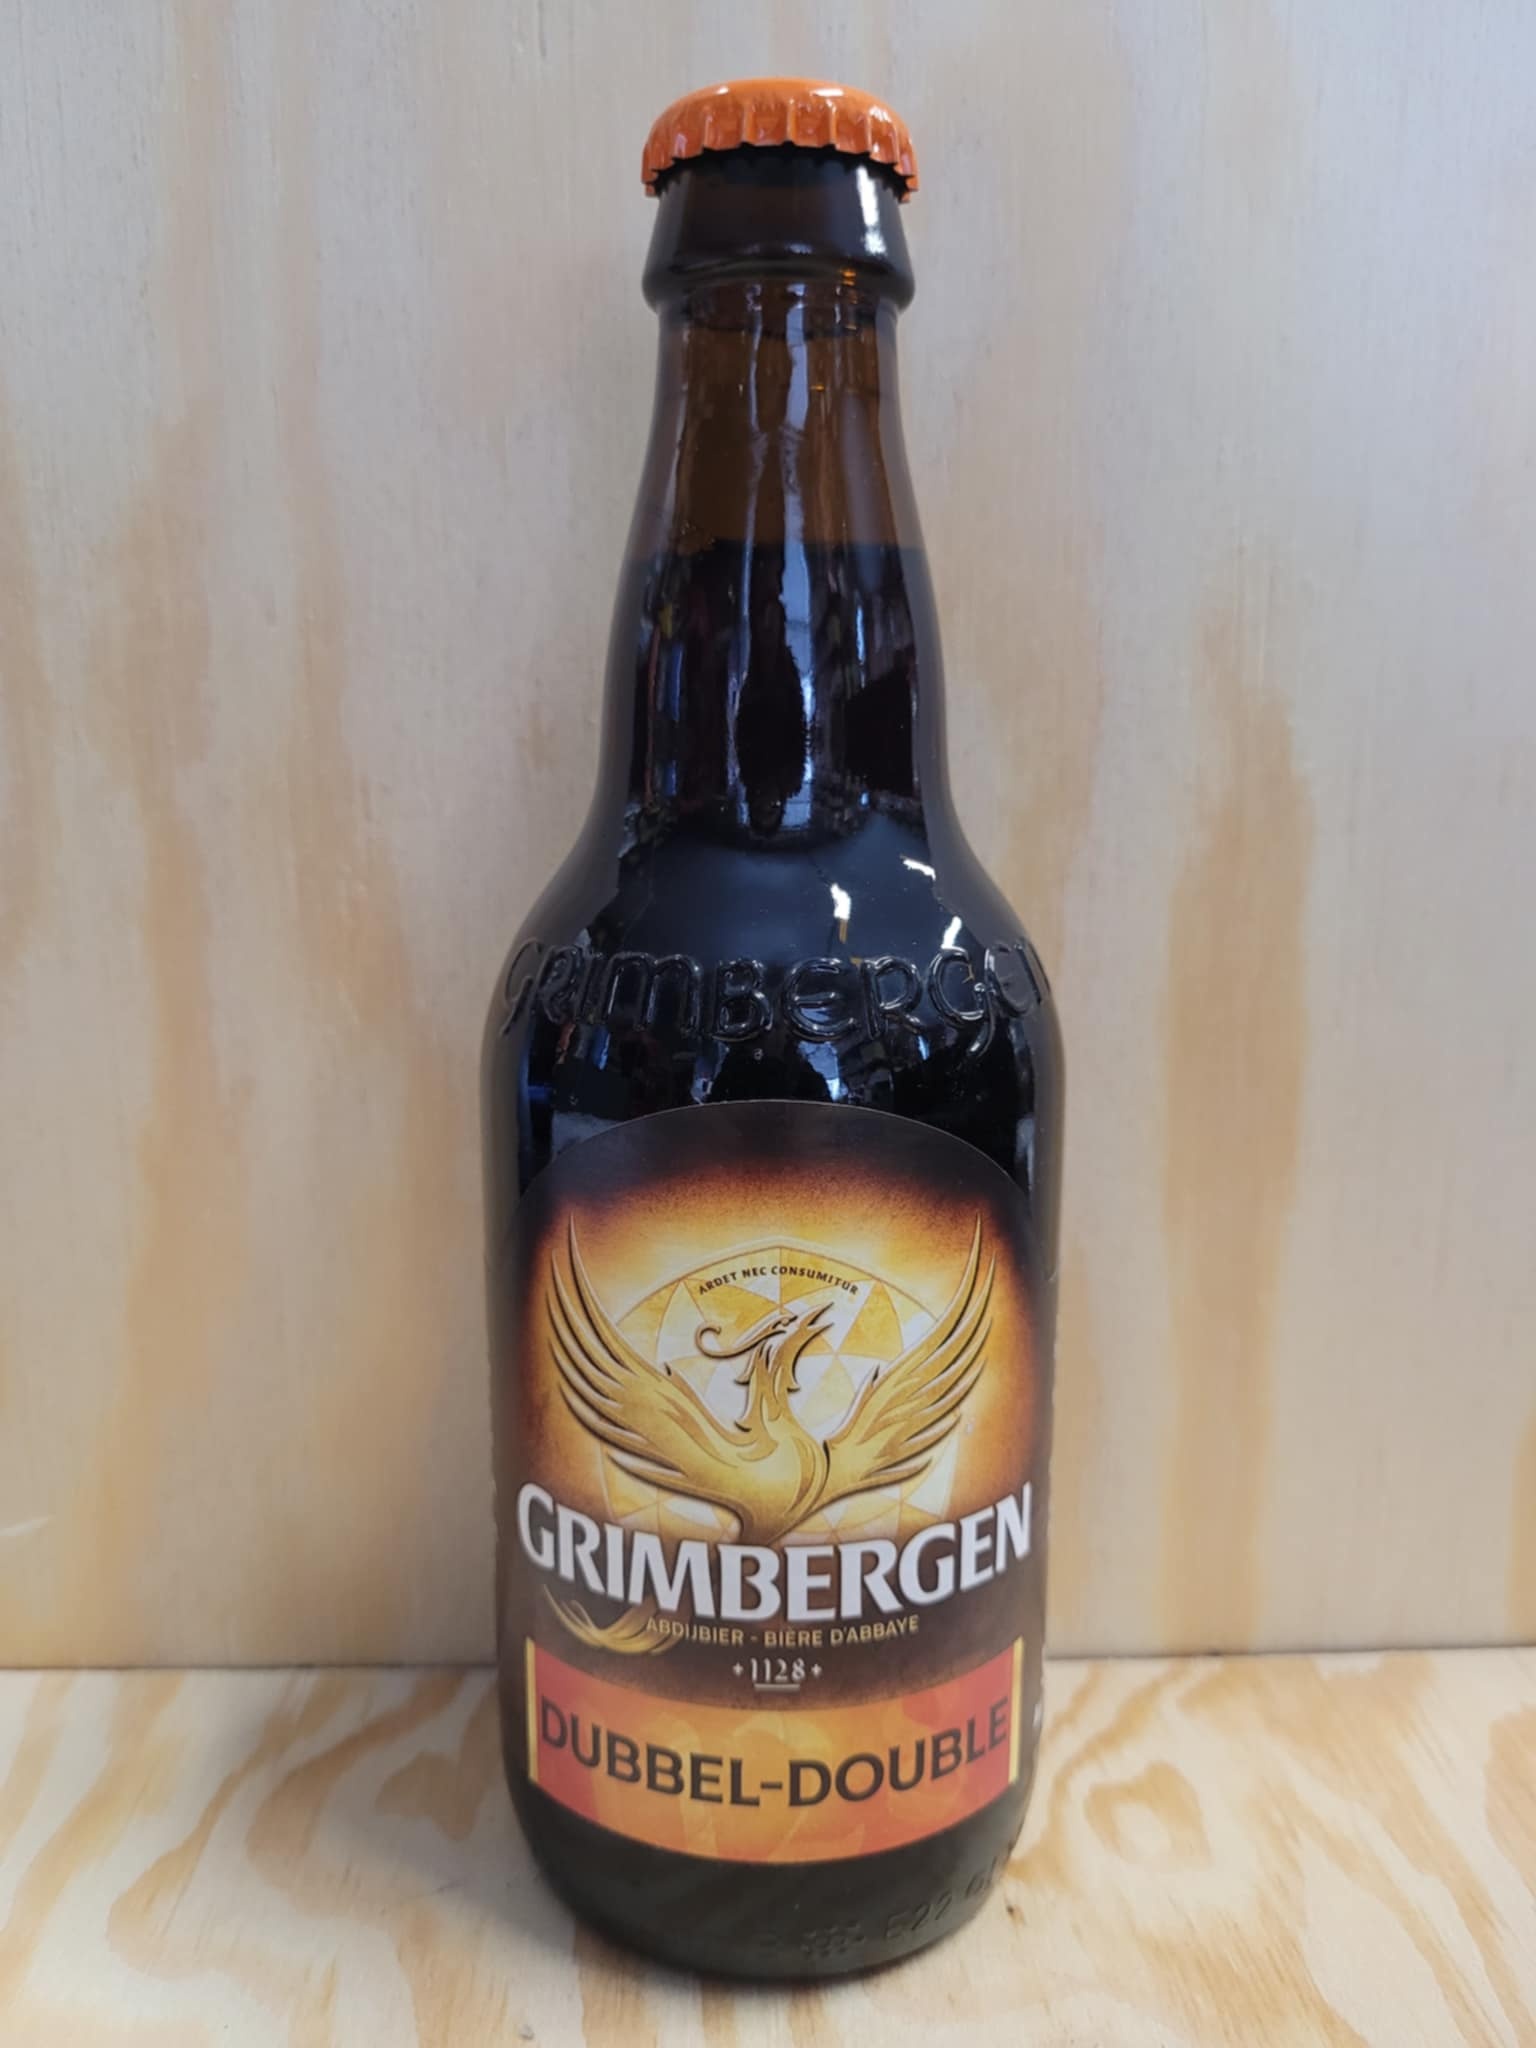 GRIMBERGEN
ARDET NEC CONSUMITUR
GRIMBERGEN
ABDIJBIER - BIÈRE D'ABBAYE
+1128+
DUBBEL-DOUBLE